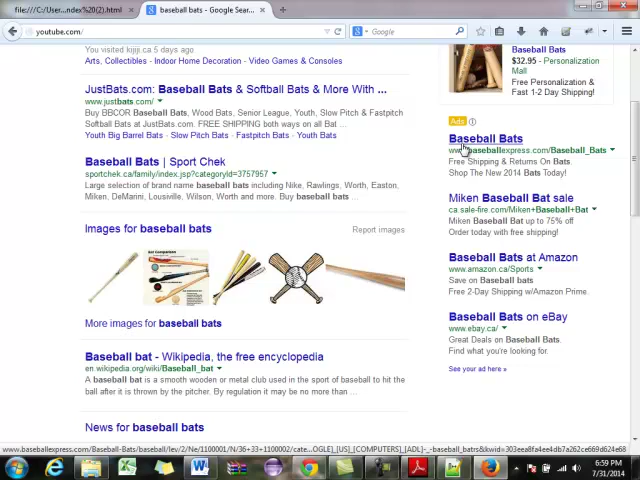 file:///C:/User...ndex%20(2).html
baseball bats - Google Sear...
youtube.com/
Google
You visited kijiji.ca 5 days ago.
Arts, Collectibles - Indoor Home Decoration - Video Games & Consoles
JustBats.com: Baseball Bats & Softball Bats & More With ...
www.justbats.com/
Buy BBCOR Baseball Bats, Wood Bats, Senior League, Youth, Slow Pitch & Fastpitch
Softball Bats at JustBats.com. FREE SHIPPING both ways on all Bats!
Youth Big Barrel Bats - Slow Pitch Bats - Fastpitch Bats - Youth Bats
Baseball Bats | Sport Chek
sportchek.ca/family/index.jsp?categoryId=3757957
Large selection of brand name baseball bats including Nike, Rawlings, Worth, Easton,
Miken, DeMarini, Lousiville, Wilson, Worth and more. Buy baseball bats ...
Images for baseball bats
Report images
More images for baseball bats
Baseball bat - Wikipedia, the free encyclopedia
en.wikipedia.org/wiki/Baseball_bat
A baseball bat is a smooth wooden or metal club used in the sport of baseball to hit the
ball after it is thrown by the pitcher. By regulation it may be no more than ...
News for baseball bats
Baseball Bats
$32.95 - Personalization
Mall
Free Personalization &
Fast 1-2 Day Shipping!
Ads
Baseball Bats
www.baseballexpress.com/Baseball_Bats
Free Shipping & Returns On Bats.
Shop The New 2014 Bats Today!
Miken Baseball Bat sale
ca.sale-fire.com/Miken+Baseball+Bat
Miken Baseball Bat up to 75% off
Order today with free shipping!
Baseball Bats at Amazon
www.amazon.ca/Sports
Save on Baseball bats
Free 2-Day Shipping w/Amazon Prime.
Baseball Bats on eBay
www.ebay.ca/
Great Deals on Baseball Bats.
Find what you're looking for.
See your ad here »
www.baseballexpress.com/Baseball-Bats/baseball/lev/2/Ne/1100101/N/36+33+1100002/cate...OGLE)_[US]_[COMPUTERS]_[ADL]-_-baseball_bats&kwid=303eea8fa4ee4db7a262ce669d624e68
6:59 PM
7/31/2014